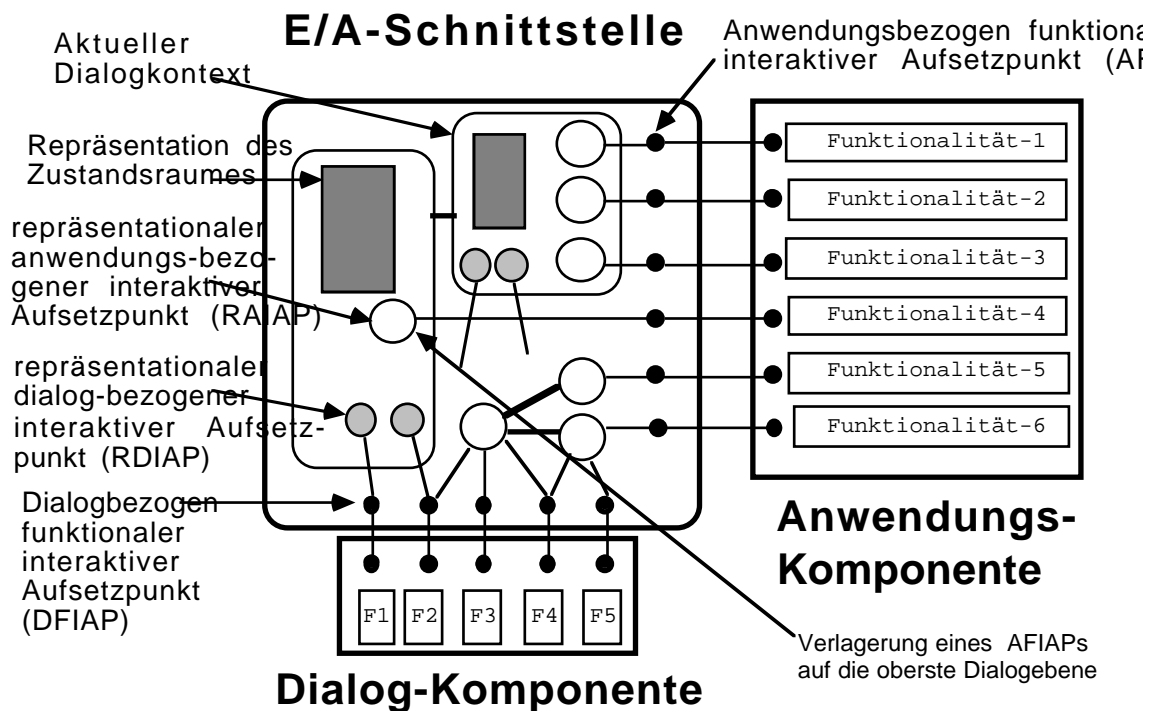 E/A-Schnittstelle
Aktueller
Dialogkontext
Anwendungsbezogen
interaktiver Aufsetzpunkt
Repräsentation des
Zustandsraumes
repräsentationaler
anwendungs-bezo-
gener interaktiver
Aufsetzpunkt (RAIAP)
repräsentationaler
dialog-bezogener
interaktiver Aufsetz-
punkt (RDIAP)
Dialogbezogen
funktionaler
interaktiver
Aufsetzpunkt
(DFIAP)
Funktionalität-1
Funktionalität-2
Funktionalität-3
Funktionalität-4
Funktionalität-5
Funktionalität-6
Anwendungs-
Komponente
F1 F2 F3 F4 F5
Dialog-Komponente
Verlagerung eines AFIAPs
auf die oberste Dialogebene